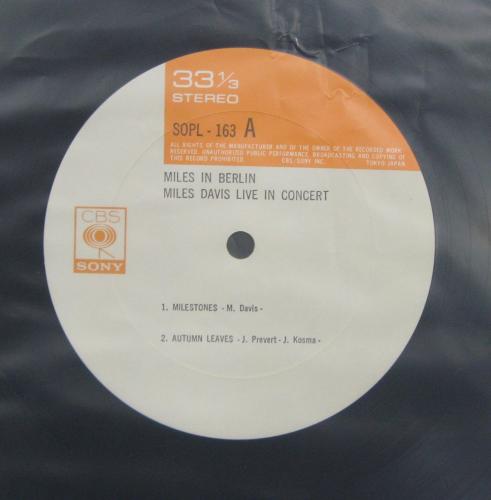 33 1/3
STEREO
SOPL - 163 A
ALL RIGHTS OF THE MANUFACTURER AND OF THE OWNER OF THE RECORDED WORK
RESERVED. UNAUTHORIZED PUBLIC PERFORMANCE, BROADCASTING AND COPYING OF
THIS RECORD PROHIBITED. CBS/SONY INC. TOKYO JAPAN
MILES IN BERLIN
MILES DAVIS LIVE IN CONCERT
CBS
SONY
1. MILESTONES - M. Davis -
2. AUTUMN LEAVES - J. Prevert - J. Kosma -